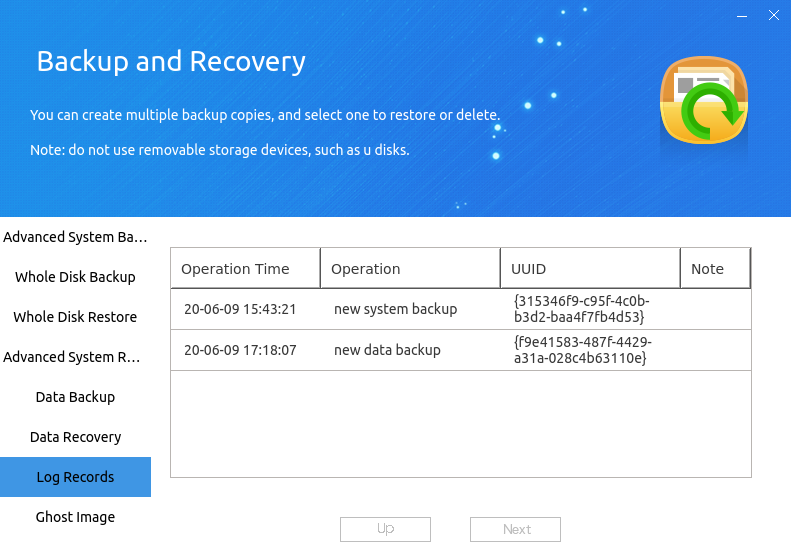 Backup and Recovery
You can create multiple backup copies, and select one to restore or delete.
Note: do not use removable storage devices, such as u disks.
Advanced System Ba…
Whole Disk Backup
Whole Disk Restore
Advanced System R…
Data Backup
Data Recovery
Log Records
Ghost Image
Operation Time Operation UUID Note
20-06-09 15:43:21 new system backup {315346f9-c95f-4c0b-
b3d2-baa4f7fb4d53}
20-06-09 17:18:07 new data backup {f9e41583-487f-4429-
a31a-028c4b63110e}
Up Next